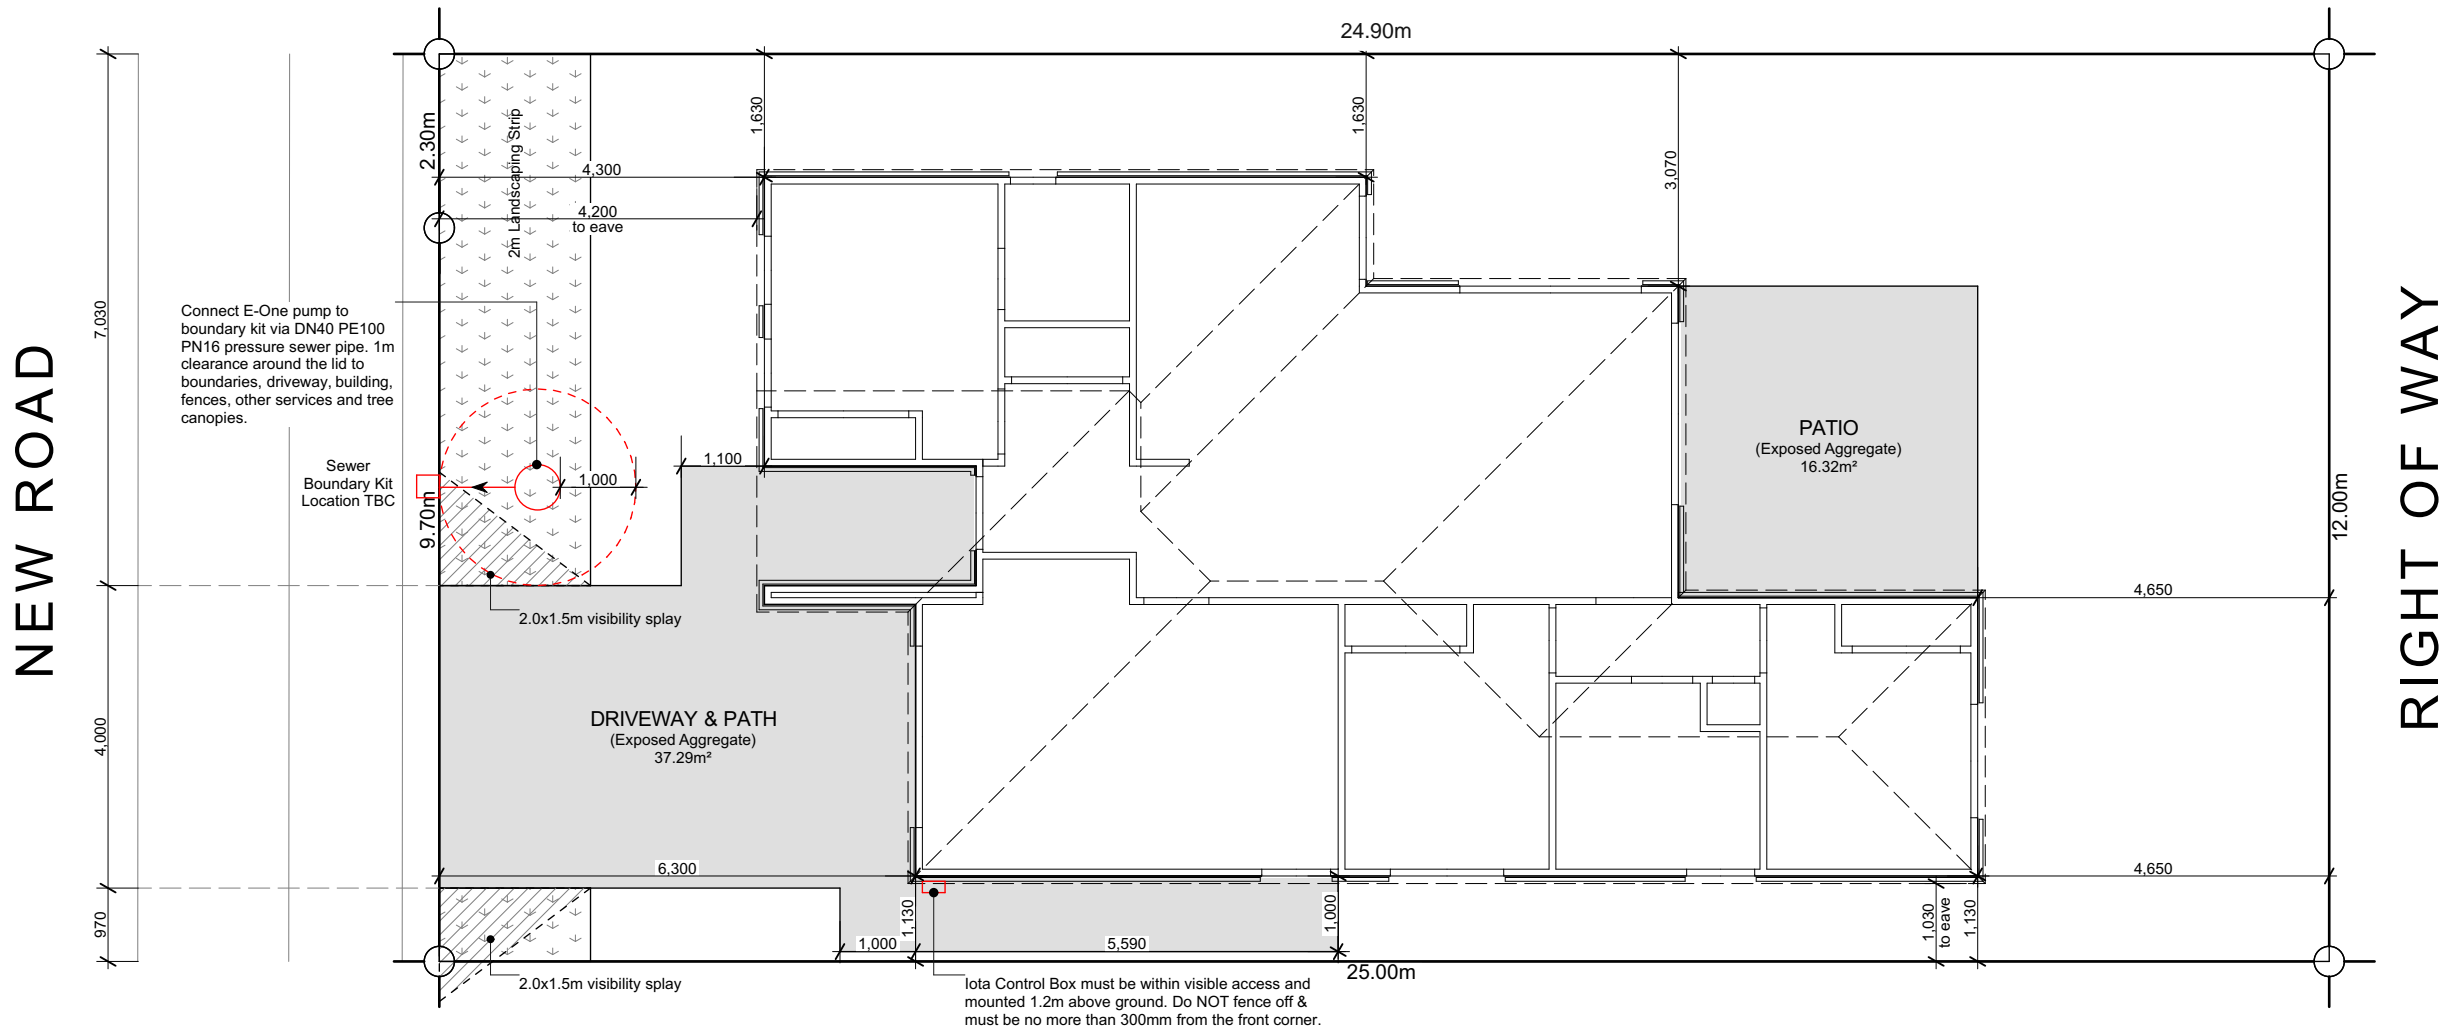 24.90m
NEW ROAD
RIGHT OF WAY
2.30m
2m Landscaping Strip
1,630
1,630
3,070
4,300
4,200
to eave
7,030
Connect E-One pump to
boundary kit via DN40 PE100
PN16 pressure sewer pipe. 1m
clearance around the lid to
boundaries, driveway, building,
fences, other services and tree
canopies.
Sewer
Boundary Kit
Location TBC
9.70m
1,000
1,100
PATIO
(Exposed Aggregate)
16.32m²
12.00m
4,650
2.0x1.5m visibility splay
4,000
DRIVEWAY & PATH
(Exposed Aggregate)
37.29m²
6,300
4,650
970
1,130
1,000
1,000
5,590
1,030
to eave
1,130
25.00m
2.0x1.5m visibility splay
Iota Control Box must be within visible access and
mounted 1.2m above ground. Do NOT fence off &
must be no more than 300mm from the front corner.